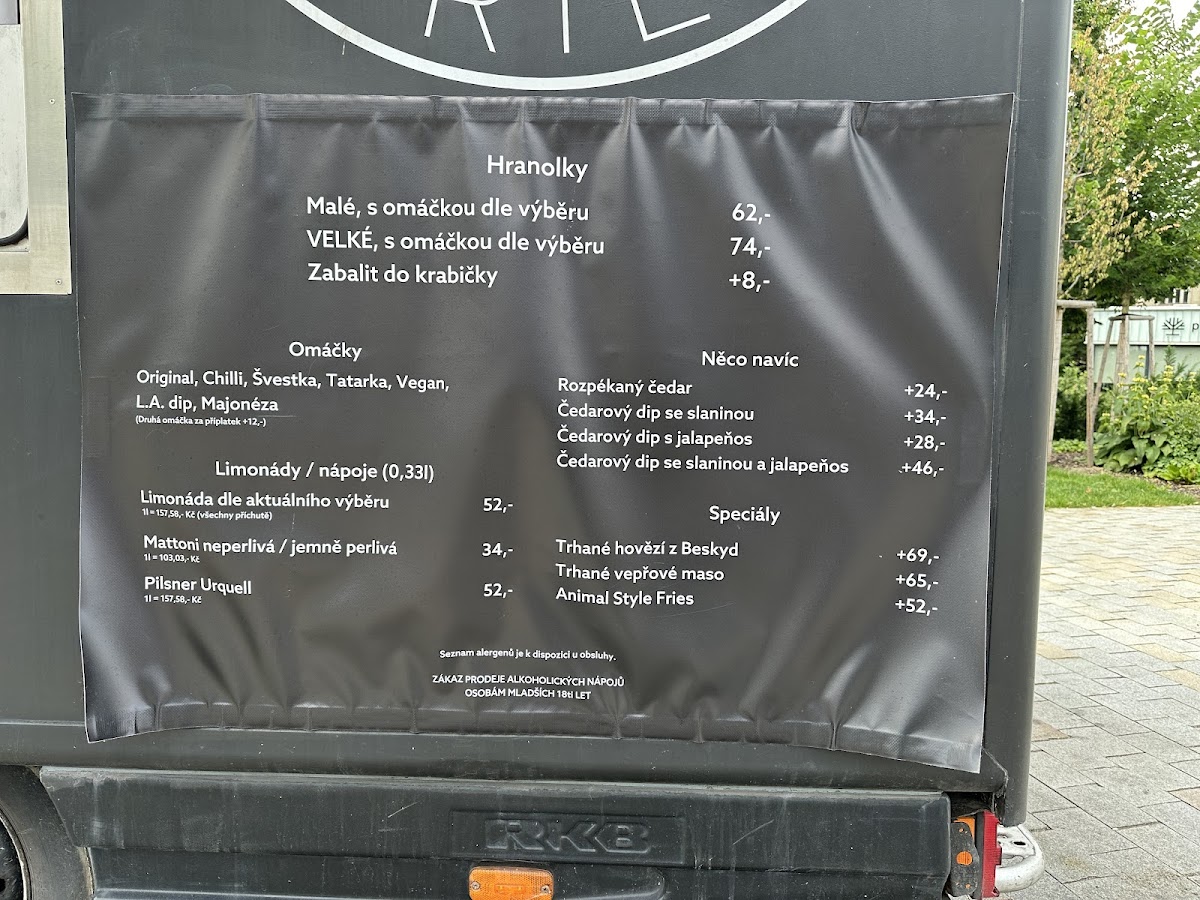 Hranolky
Malé, s omáčkou dle výběru 62,-
VELKÉ, s omáčkou dle výběru 74,-
Zabalit do krabičky +8,-
Omáčky
Original, Chilli, Švestka, Tatarka, Vegan,
L.A. dip, Majonéza
(Druhá omáčka za příplatek +12,-)
Limonády / nápoje (0,33l)
Limonáda dle aktuálního výběru 52,-
1l = 157,58,- Kč (všechny příchutě)
Mattoni neperlivá / jemně perlivá 34,-
1l = 103,03,- Kč
Pilsner Urquell 52,-
1l = 157,58,- Kč
Něco navíc
Rozpékaný čedar +24,-
Čedarový dip se slaninou +34,-
Čedarový dip s jalapeňos +28,-
Čedarový dip se slaninou a jalapeňos +46,-
Speciály
Trhané hovězí z Beskyd +69,-
Trhané vepřové maso +65,-
Animal Style Fries +52,-
Seznam alergenů je k dispozici u obsluhy.
ZÁKAZ PRODEJE ALKOHOLICKÝCH NÁPOJŮ
OSOBÁM MLADŠÍCH 18ti LET
RKB